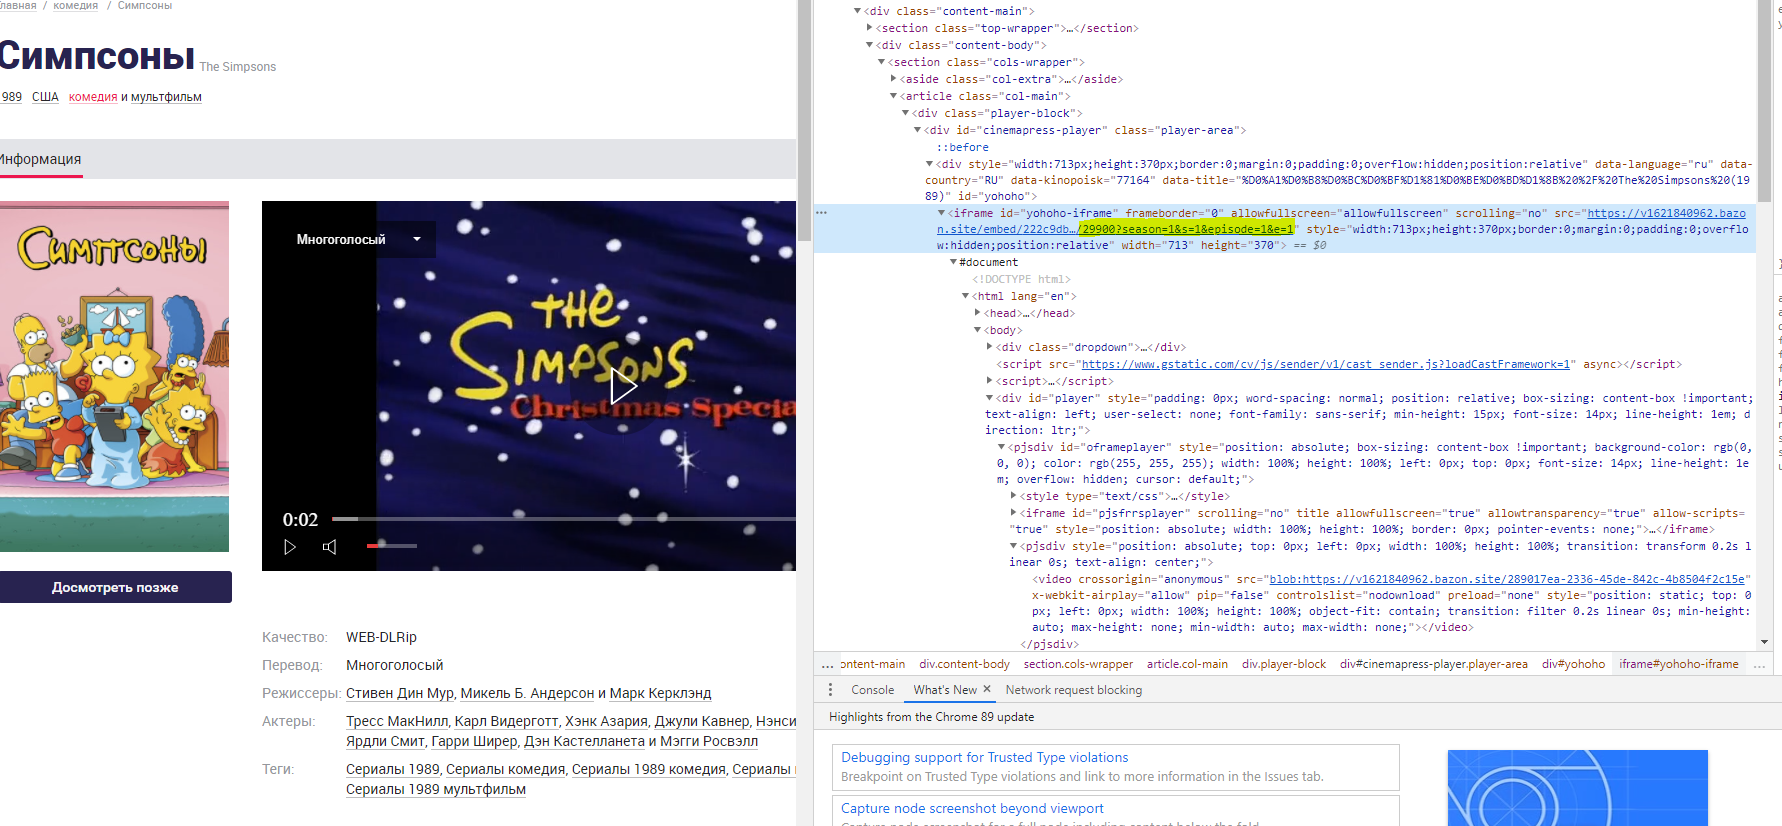 Главная / комедия / Симпсоны
Симпсоны The Simpsons
1989 США комедия и мультфильм
Информация
Симпсоны
Многоголосый
THE
SIMPSONS
Christmas Specia
0:02
Досмотреть позже
Качество: WEB-DLRip
Перевод: Многоголосый
Режиссеры: Стивен Дин Мур, Микель Б. Андерсон и Марк Керклэнд
Актеры: Тресс МакНилл, Карл Видерготт, Хэнк Азария, Джули Кавнер, Нэнси
Ярдли Смит, Гарри Ширер, Дэн Кастелланета и Мэгги Росвэлл
Теги: Сериалы 1989, Сериалы комедия, Сериалы 1989 комедия, Сериалы
Сериалы 1989 мультфильм
<div class="content-main">
<section class="top-wrapper">…</section>
<div class="content-body">
<section class="cols-wrapper">
<aside class="col-extra">…</aside>
<article class="col-main">
<div class="player-block">
<div id="cinemapress-player" class="player-area">
::before
<div style="width:713px;height:370px;border:0;margin:0;padding:0;overflow:hidden;position:relative" data-language="ru" data-
country="RU" data-kinopoisk="77164" data-title="%D0%A1%D0%B8%D0%BC%D0%BF%D1%81%D0%BE%D0%BD%D1%8B%20%2F%20The%20Simpsons%20(19
89)" id="yohoho">
<iframe id="yohoho-iframe" frameborder="0" allowfullscreen="allowfullscreen" scrolling="no" src="https://v1621840962.bazo
n.site/embed/222c9db…/29900?season=1&s=1&episode=1&e=1" style="width:713px;height:370px;border:0;margin:0;padding:0;overflo
w:hidden;position:relative" width="713" height="370"> == $0
#document
<!DOCTYPE html>
<html lang="en">
<head>…</head>
<body>
<div class="dropdown">…</div>
<script src="https://www.gstatic.com/cv/js/sender/v1/cast_sender.js?loadCastFramework=1" async></script>
<script>…</script>
<div id="player" style="padding: 0px; word-spacing: normal; position: relative; box-sizing: content-box !important;
text-align: left; user-select: none; font-family: sans-serif; min-height: 15px; font-size: 14px; line-height: 1em; d
irection: ltr;">
<pjsdiv id="oframeplayer" style="position: absolute; box-sizing: content-box !important; background-color: rgb(0,
0, 0); color: rgb(255, 255, 255); width: 100%; height: 100%; left: 0px; top: 0px; font-size: 14px; line-height: 1e
m; overflow: hidden; cursor: default;">
<style type="text/css">…</style>
<iframe id="pjsfrrsplayer" scrolling="no" title allowfullscreen="true" allowtransparency="true" allow-scripts=
"true" style="position: absolute; width: 100%; height: 100%; border: 0px; pointer-events: none;">…</iframe>
<pjsdiv style="position: absolute; top: 0px; left: 0px; width: 100%; height: 100%; transition: transform 0.2s l
inear 0s; text-align: center;">
<video crossorigin="anonymous" src="blob:https://v1621840962.bazon.site/289017ea-2336-45de-842c-4b8504f2c15e"
x-webkit-airplay="allow" pip="false" controlslist="nodownload" preload="none" style="position: static; top: 0
px; left: 0px; width: 100%; height: 100%; object-fit: contain; transition: filter 0.2s linear 0s; min-height:
auto; max-height: none; min-width: auto; max-width: none;"></video>
</pjsdiv>
… ontent-main div.content-body section.cols-wrapper article.col-main div.player-block div#cinemapress-player.player-area div#yohoho iframe#yohoho-iframe …
Console What's New × Network request blocking
Highlights from the Chrome 89 update
Debugging support for Trusted Type violations
Breakpoint on Trusted Type violations and link to more information in the Issues tab.
Capture node screenshot beyond viewport